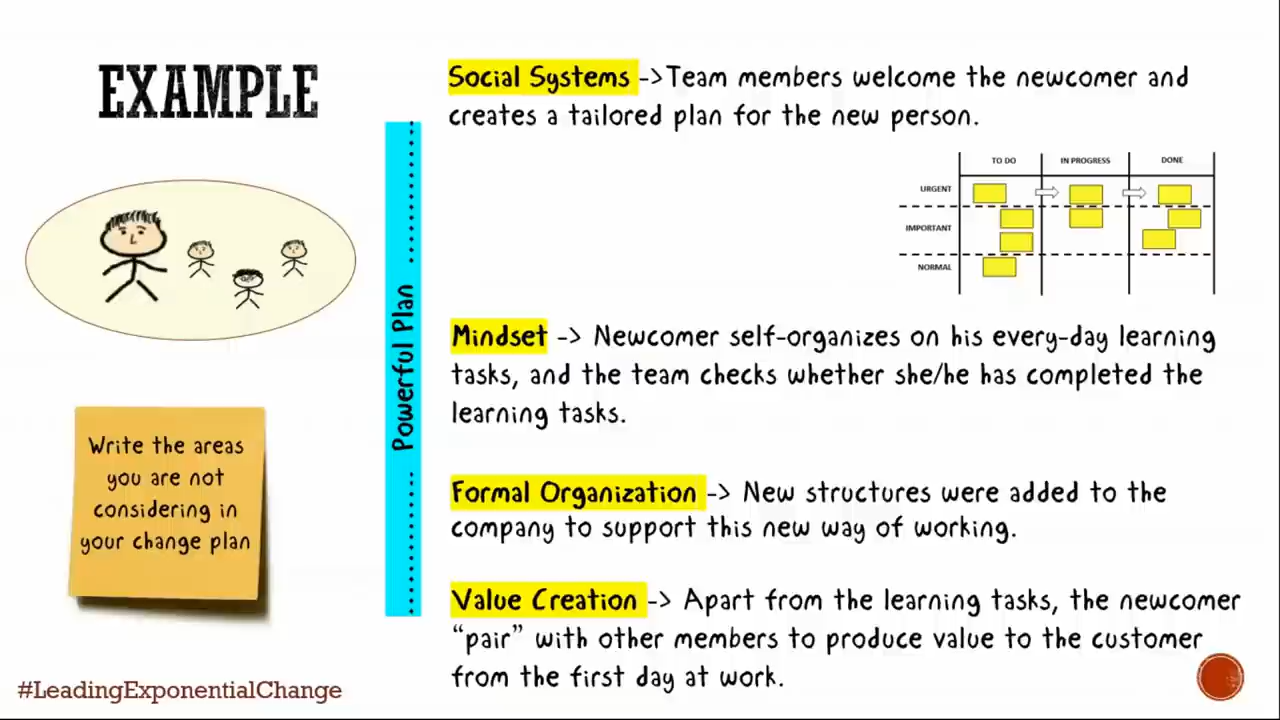 EXAMPLE
Social Systems -> Team members welcome the newcomer and
creates a tailored plan for the new person.
TO DO
IN PROGRESS
DONE
URGENT
IMPORTANT
NORMAL
Powerful Plan
Mindset -> Newcomer self-organizes on his every-day learning
tasks, and the team checks whether she/he has completed the
learning tasks.
Write the areas
you are not
considering in
your change plan
Formal Organization -> New structures were added to the
company to support this new way of working.
Value Creation -> Apart from the learning tasks, the newcomer
“pair” with other members to produce value to the customer
from the first day at work.
#LeadingExponentialChange